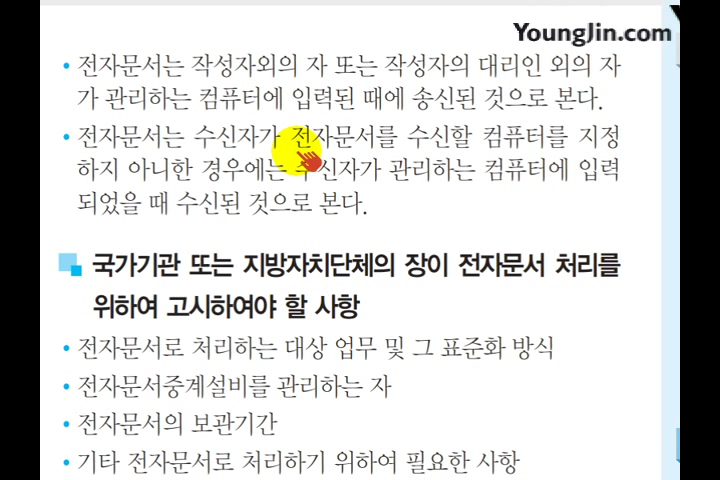 YoungJin.com
• 전자문서는 작성자외의 자 또는 작성자의 대리인 외의 자
가 관리하는 컴퓨터에 입력된 때에 송신된 것으로 본다.
• 전자문서는 수신자가 전자문서를 수신할 컴퓨터를 지정
하지 아니한 경우에는 수신자가 관리하는 컴퓨터에 입력
되었을 때 수신된 것으로 본다.
국가기관 또는 지방자치단체의 장이 전자문서 처리를
위하여 고시하여야 할 사항
• 전자문서로 처리하는 대상 업무 및 그 표준화 방식
• 전자문서중계설비를 관리하는 자
• 전자문서의 보관기간
• 기타 전자문서로 처리하기 위하여 필요한 사항